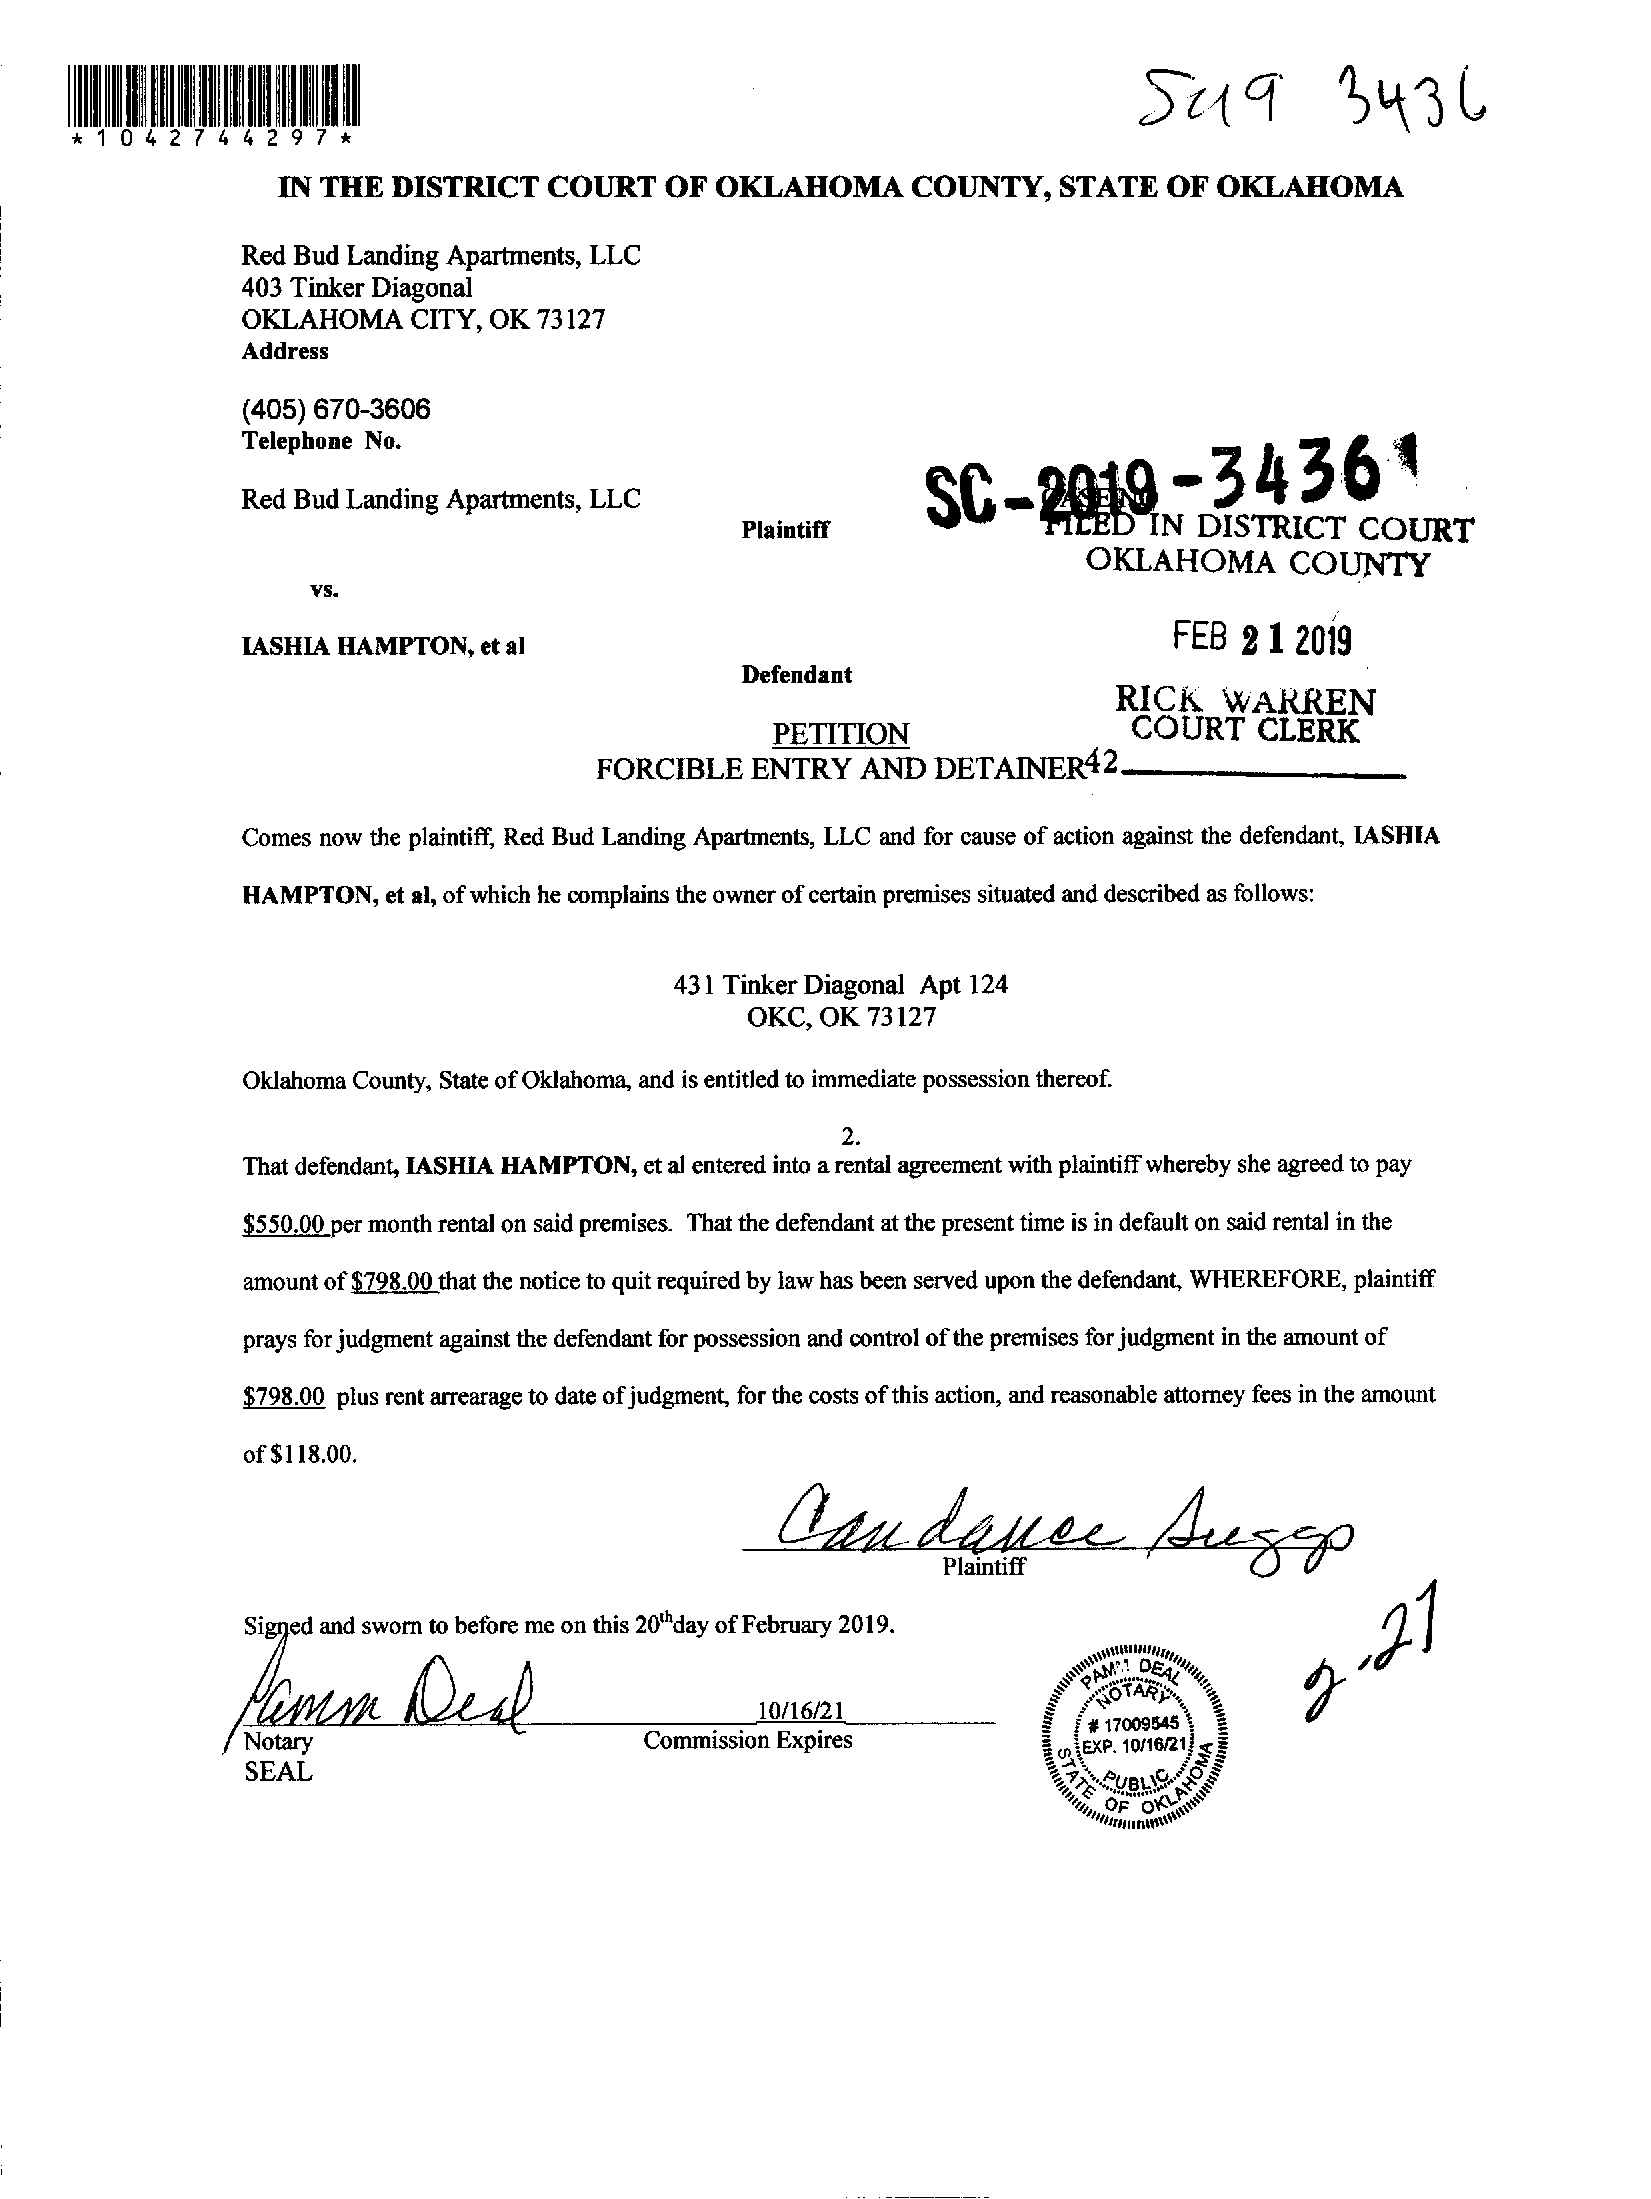 *1042744297*
3436
IN THE DISTRICT COURT OF OKLAHOMA COUNTY, STATE OF OKLAHOMA
Red Bud Landing Apartments, LLC
403 Tinker Diagonal
OKLAHOMA CITY, OK 73127
Address
(405) 670-3606
Telephone No.
Red Bud Landing Apartments, LLC
Plaintiff
SC-2019-3436
FILED IN DISTRICT COURT
OKLAHOMA COUNTY
vs.
IASHIA HAMPTON, et al
Defendant
FEB 21 2019
RICK WARREN
COURT CLERK
PETITION
FORCIBLE ENTRY AND DETAINER
42
Comes now the plaintiff, Red Bud Landing Apartments, LLC and for cause of action against the defendant, IASHIA
HAMPTON, et al, of which he complains the owner of certain premises situated and described as follows:
431 Tinker Diagonal Apt 124
OKC, OK 73127
Oklahoma County, State of Oklahoma, and is entitled to immediate possession thereof.
2.
That defendant, IASHIA HAMPTON, et al entered into a rental agreement with plaintiff whereby she agreed to pay
$550.00 per month rental on said premises. That the defendant at the present time is in default on said rental in the
amount of $798.00 that the notice to quit required by law has been served upon the defendant, WHEREFORE, plaintiff
prays for judgment against the defendant for possession and control of the premises for judgment in the amount of
$798.00 plus rent arrearage to date of judgment, for the costs of this action, and reasonable attorney fees in the amount
of $118.00.
Candance Suggs
Plaintiff
Signed and sworn to before me on this 20th day of February 2019.
Pamm Deal
10/16/21
Notary
Commission Expires
SEAL
DEAL
NOTARY
# 17009545
EXP. 10/16/21
PUBLIC
STATE OF OKLAHOMA